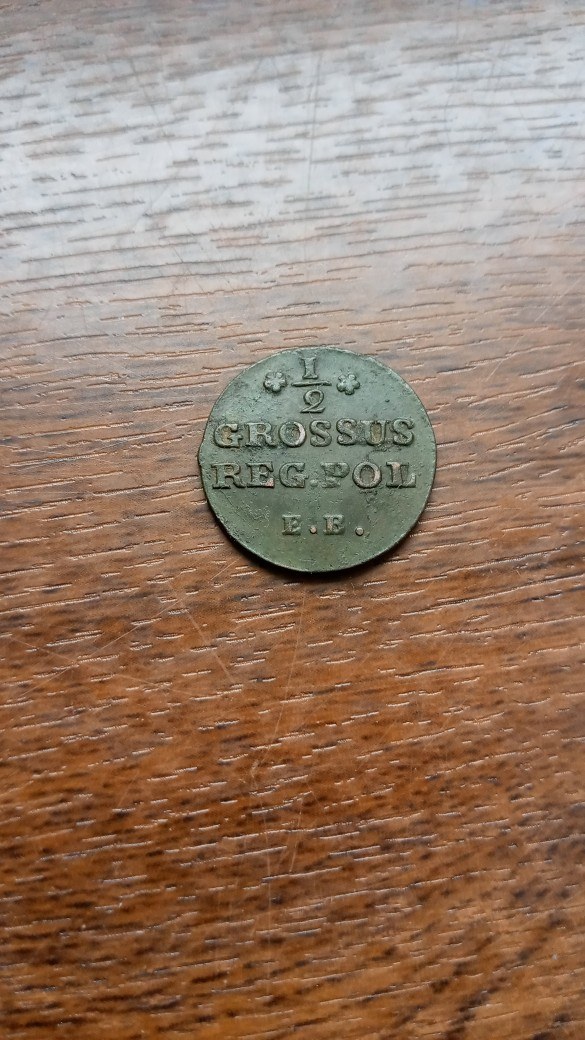 1/2
GROSSUS
REG.POL
E.B.